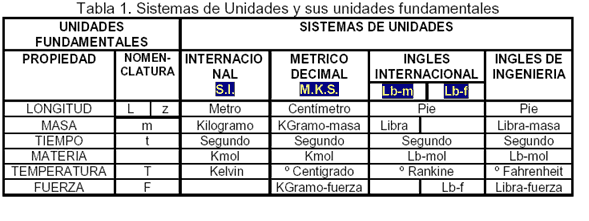 Tabla 1. Sistemas de Unidades y sus unidades fundamentales
UNIDADES FUNDAMENTALES SISTEMAS DE UNIDADES
PROPIEDAD NOMEN-CLATURA INTERNACIO NAL S.I. METRICO DECIMAL M.K.S. INGLES INTERNACIONAL Lb-m Lb-f INGLES DE INGENIERIA
LONGITUD L z Metro Centímetro Pie Pie
MASA m Kilogramo KGramo-masa Libra Libra-masa
TIEMPO t Segundo Segundo Segundo Segundo
MATERIA Kmol Kmol Lb-mol Lb-mol
TEMPERATURA T Kelvin º Centigrado º Rankine º Fahrenheit
FUERZA F KGramo-fuerza Lb-f Libra-fuerza